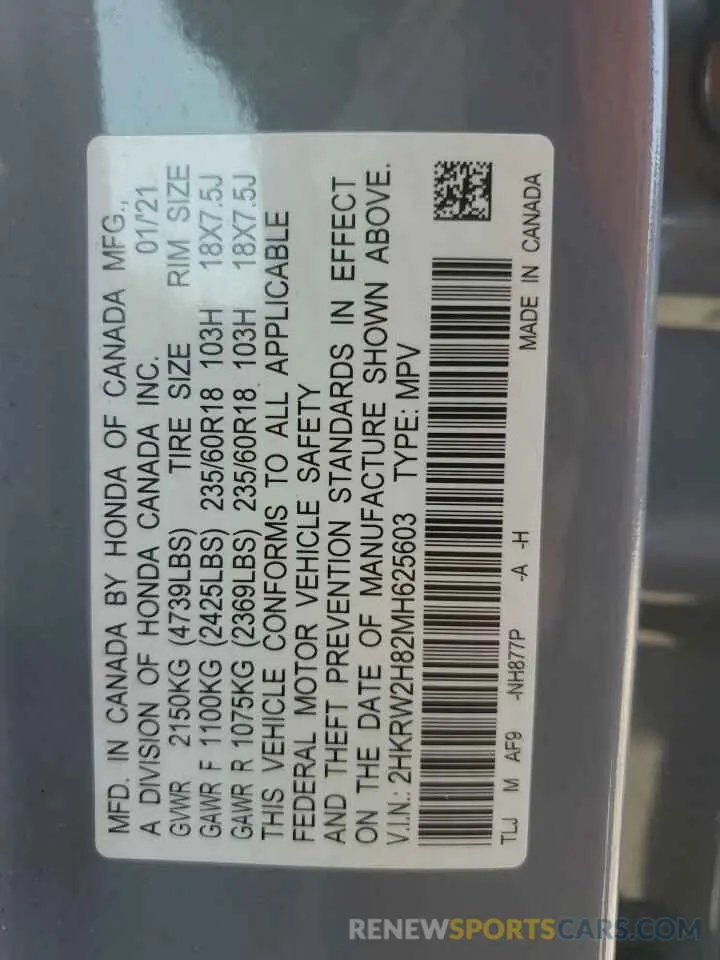 MFD. IN CANADA BY HONDA OF CANADA MFG.,
A DIVISION OF HONDA CANADA INC. 01/'21
GVWR 2150KG (4739LBS) TIRE SIZE RIM SIZE
GAWR F 1100KG (2425LBS) 235/60R18 103H 18X7.5J
GAWR R 1075KG (2369LBS) 235/60R18 103H 18X7.5J
THIS VEHICLE CONFORMS TO ALL APPLICABLE
FEDERAL MOTOR VEHICLE SAFETY
AND THEFT PREVENTION STANDARDS IN EFFECT
ON THE DATE OF MANUFACTURE SHOWN ABOVE.
V.I.N.: 2HKRW2H82MH625603 TYPE: MPV
TLJ M AF9 -NH877P -A -H MADE IN CANADA
RENEWSPORTSCARS.COM